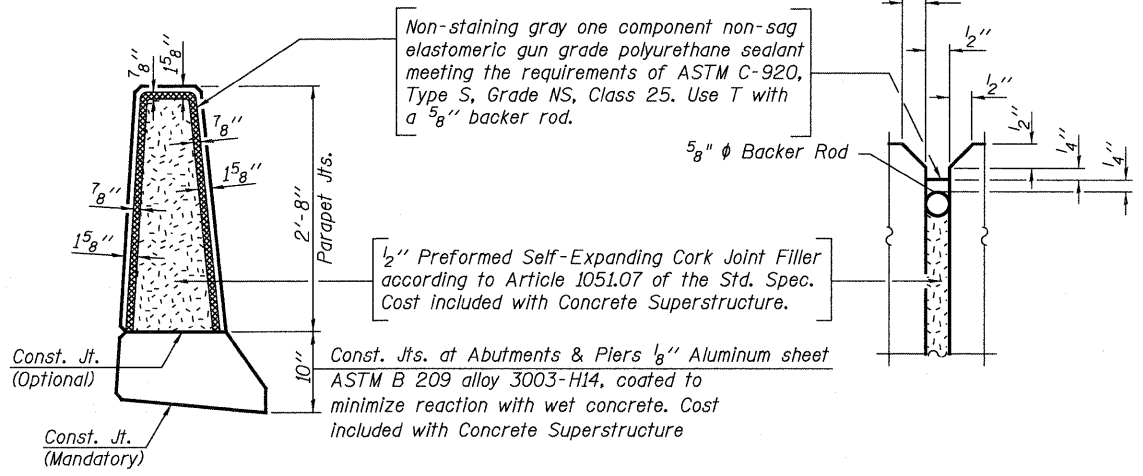 Non-staining gray one component non-sag
elastomeric gun grade polyurethane sealant
meeting the requirements of ASTM C-920,
Type S, Grade NS, Class 25. Use T with
a 5/8" backer rod.
7/8"
1 5/8"
7/8"
1 5/8"
7/8"
1 5/8"
2'-8"
Parapet Jts.
10"
1/2"
1/2"
1/2"
1/4"
1/4"
5/8" ϕ Backer Rod
1/2" Preformed Self-Expanding Cork Joint Filler
according to Article 1051.07 of the Std. Spec.
Cost included with Concrete Superstructure.
Const. Jt.
(Optional)
Const. Jts. at Abutments & Piers 1/8" Aluminum sheet
ASTM B 209 alloy 3003-H14, coated to
minimize reaction with wet concrete. Cost
included with Concrete Superstructure
Const. Jt.
(Mandatory)